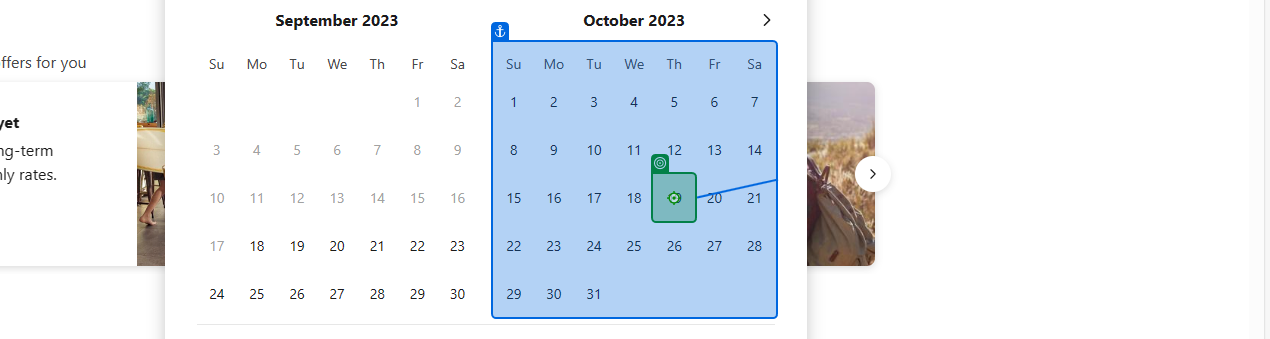 September 2023
October 2023
ffers for you
Su Mo Tu We Th Fr Sa
Su Mo Tu We Th Fr Sa
1 2
1 2 3 4 5 6 7
yet
ng-term
ly rates.
3 4 5 6 7 8 9
8 9 10 11 12 13 14
10 11 12 13 14 15 16
15 16 17 18 20 21
17 18 19 20 21 22 23
22 23 24 25 26 27 28
24 25 26 27 28 29 30
29 30 31